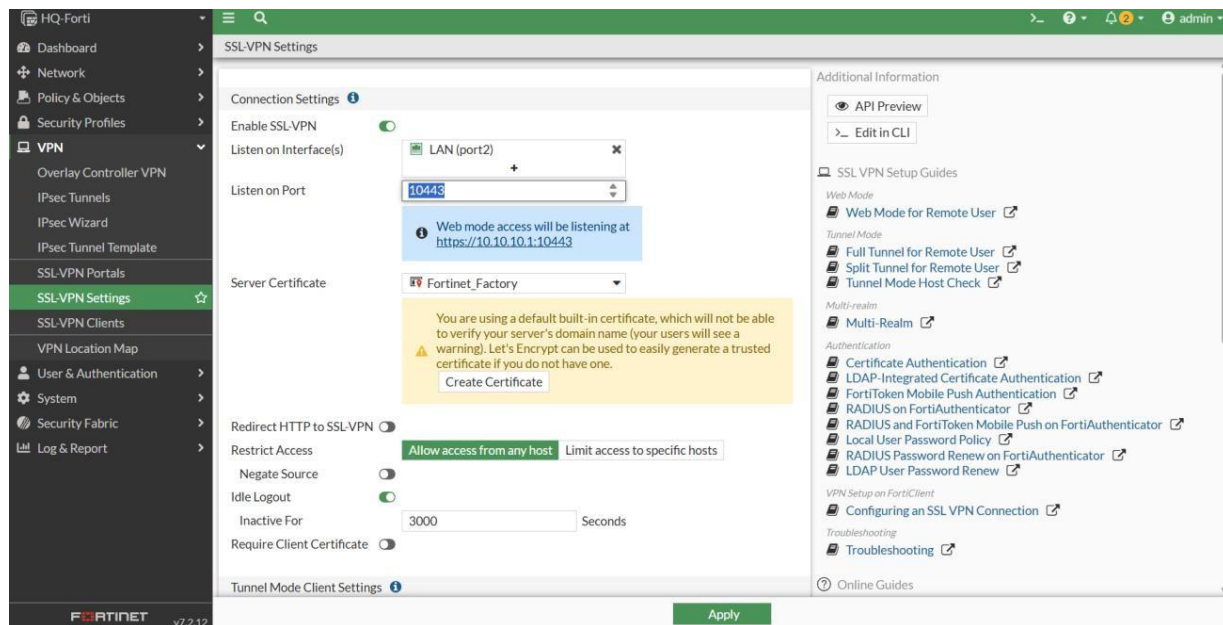 HQ-Forti
admin
Dashboard
Network
Policy & Objects
Security Profiles
VPN
Overlay Controller VPN
IPsec Tunnels
IPsec Wizard
IPsec Tunnel Template
SSL-VPN Portals
SSL-VPN Settings
SSL-VPN Clients
VPN Location Map
User & Authentication
System
Security Fabric
Log & Report
FORTINET v7.2.12
>_ ? 2
SSL-VPN Settings
Connection Settings
Enable SSL-VPN
Listen on Interface(s) LAN (port2)
+
Listen on Port 10443
Web mode access will be listening at
https://10.10.10.1:10443
Server Certificate Fortinet_Factory
You are using a default built-in certificate, which will not be able
to verify your server's domain name (your users will see a
warning). Let's Encrypt can be used to easily generate a trusted
certificate if you do not have one.
Create Certificate
Redirect HTTP to SSL-VPN
Restrict Access Allow access from any host Limit access to specific hosts
Negate Source
Idle Logout
Inactive For 3000 Seconds
Require Client Certificate
Tunnel Mode Client Settings
Apply
Additional Information
API Preview
>_ Edit in CLI
SSL VPN Setup Guides
Web Mode
Web Mode for Remote User
Tunnel Mode
Full Tunnel for Remote User
Split Tunnel for Remote User
Tunnel Mode Host Check
Multi-realm
Multi-Realm
Authentication
Certificate Authentication
LDAP-Integrated Certificate Authentication
FortiToken Mobile Push Authentication
RADIUS on FortiAuthenticator
RADIUS and FortiToken Mobile Push on FortiAuthenticator
Local User Password Policy
RADIUS Password Renew on FortiAuthenticator
LDAP User Password Renew
VPN Setup on FortiClient
Configuring an SSL VPN Connection
Troubleshooting
Troubleshooting
Online Guides